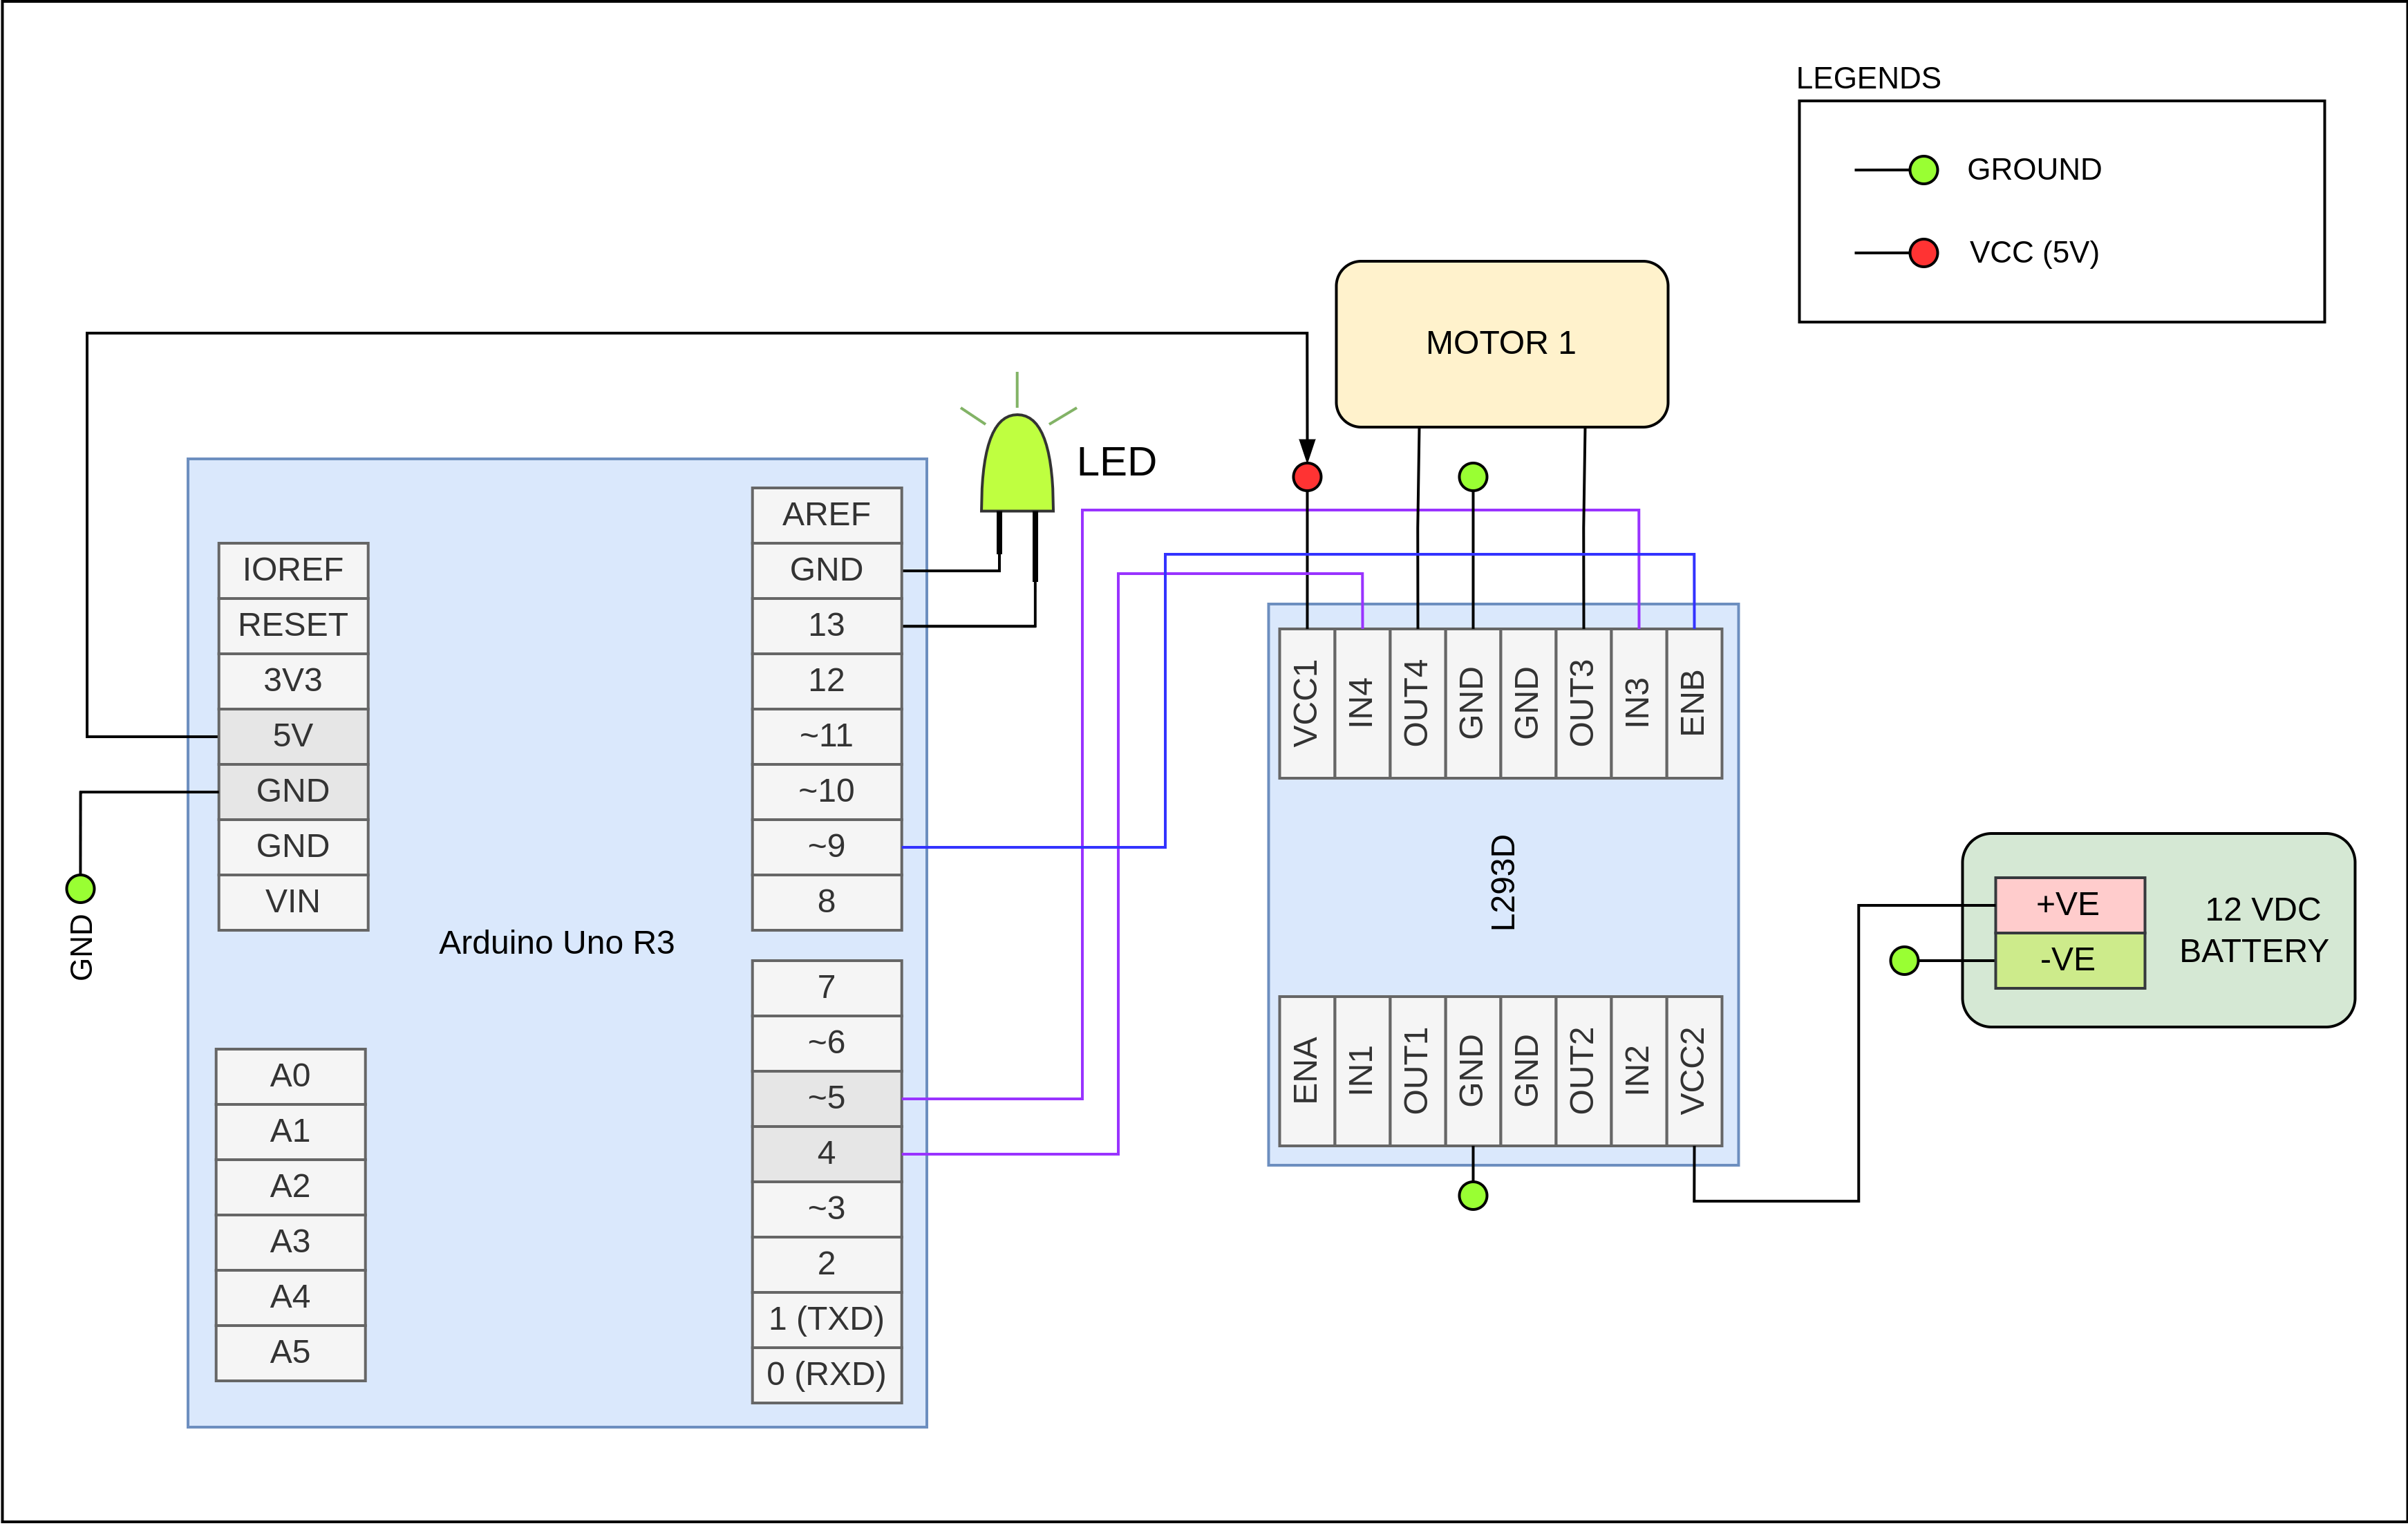 LEGENDS
GROUND
VCC (5V)
MOTOR 1
LED
AREF
GND
13
12
~11
~10
~9
8
IOREF
RESET
3V3
5V
GND
GND
VIN
GND
Arduino Uno R3
7
~6
~5
4
~3
2
1 (TXD)
0 (RXD)
A0
A1
A2
A3
A4
A5
VCC1
IN4
OUT4
GND
GND
OUT3
IN3
ENB
L293D
ENA
IN1
OUT1
GND
GND
OUT2
IN2
VCC2
+VE
-VE
12 VDC
BATTERY